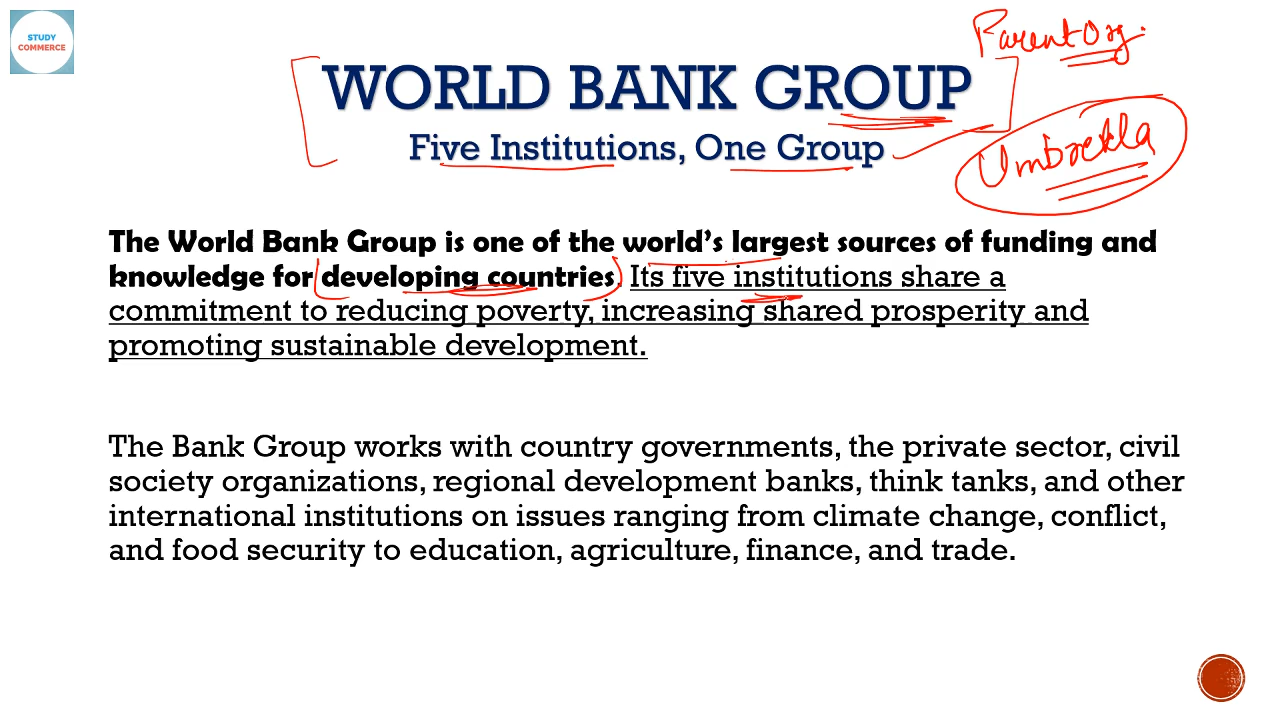 STUDY
COMMERCE
Parent Org.
WORLD BANK GROUP
Five Institutions, One Group
Umbrella
The World Bank Group is one of the world's largest sources of funding and
knowledge for developing countries. Its five institutions share a
commitment to reducing poverty, increasing shared prosperity and
promoting sustainable development.
The Bank Group works with country governments, the private sector, civil
society organizations, regional development banks, think tanks, and other
international institutions on issues ranging from climate change, conflict,
and food security to education, agriculture, finance, and trade.